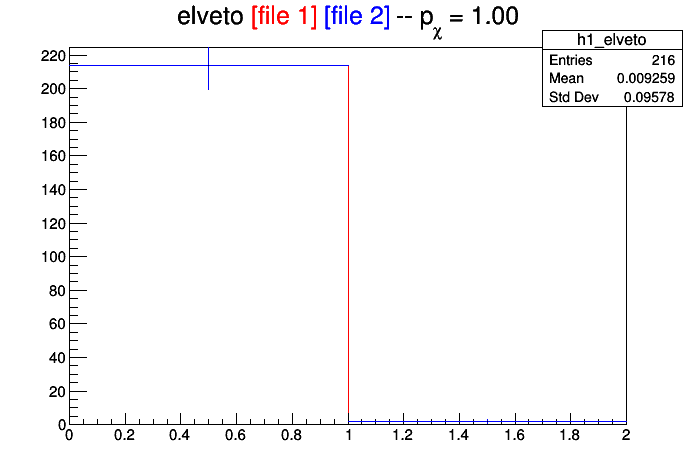 elveto [file 1] [file 2] -- pχ = 1.00
h1_elveto
Entries 216
Mean 0.009259
Std Dev 0.09578
220
200
180
160
140
120
100
80
60
40
20
0
0 0.2 0.4 0.6 0.8 1 1.2 1.4 1.6 1.8 2